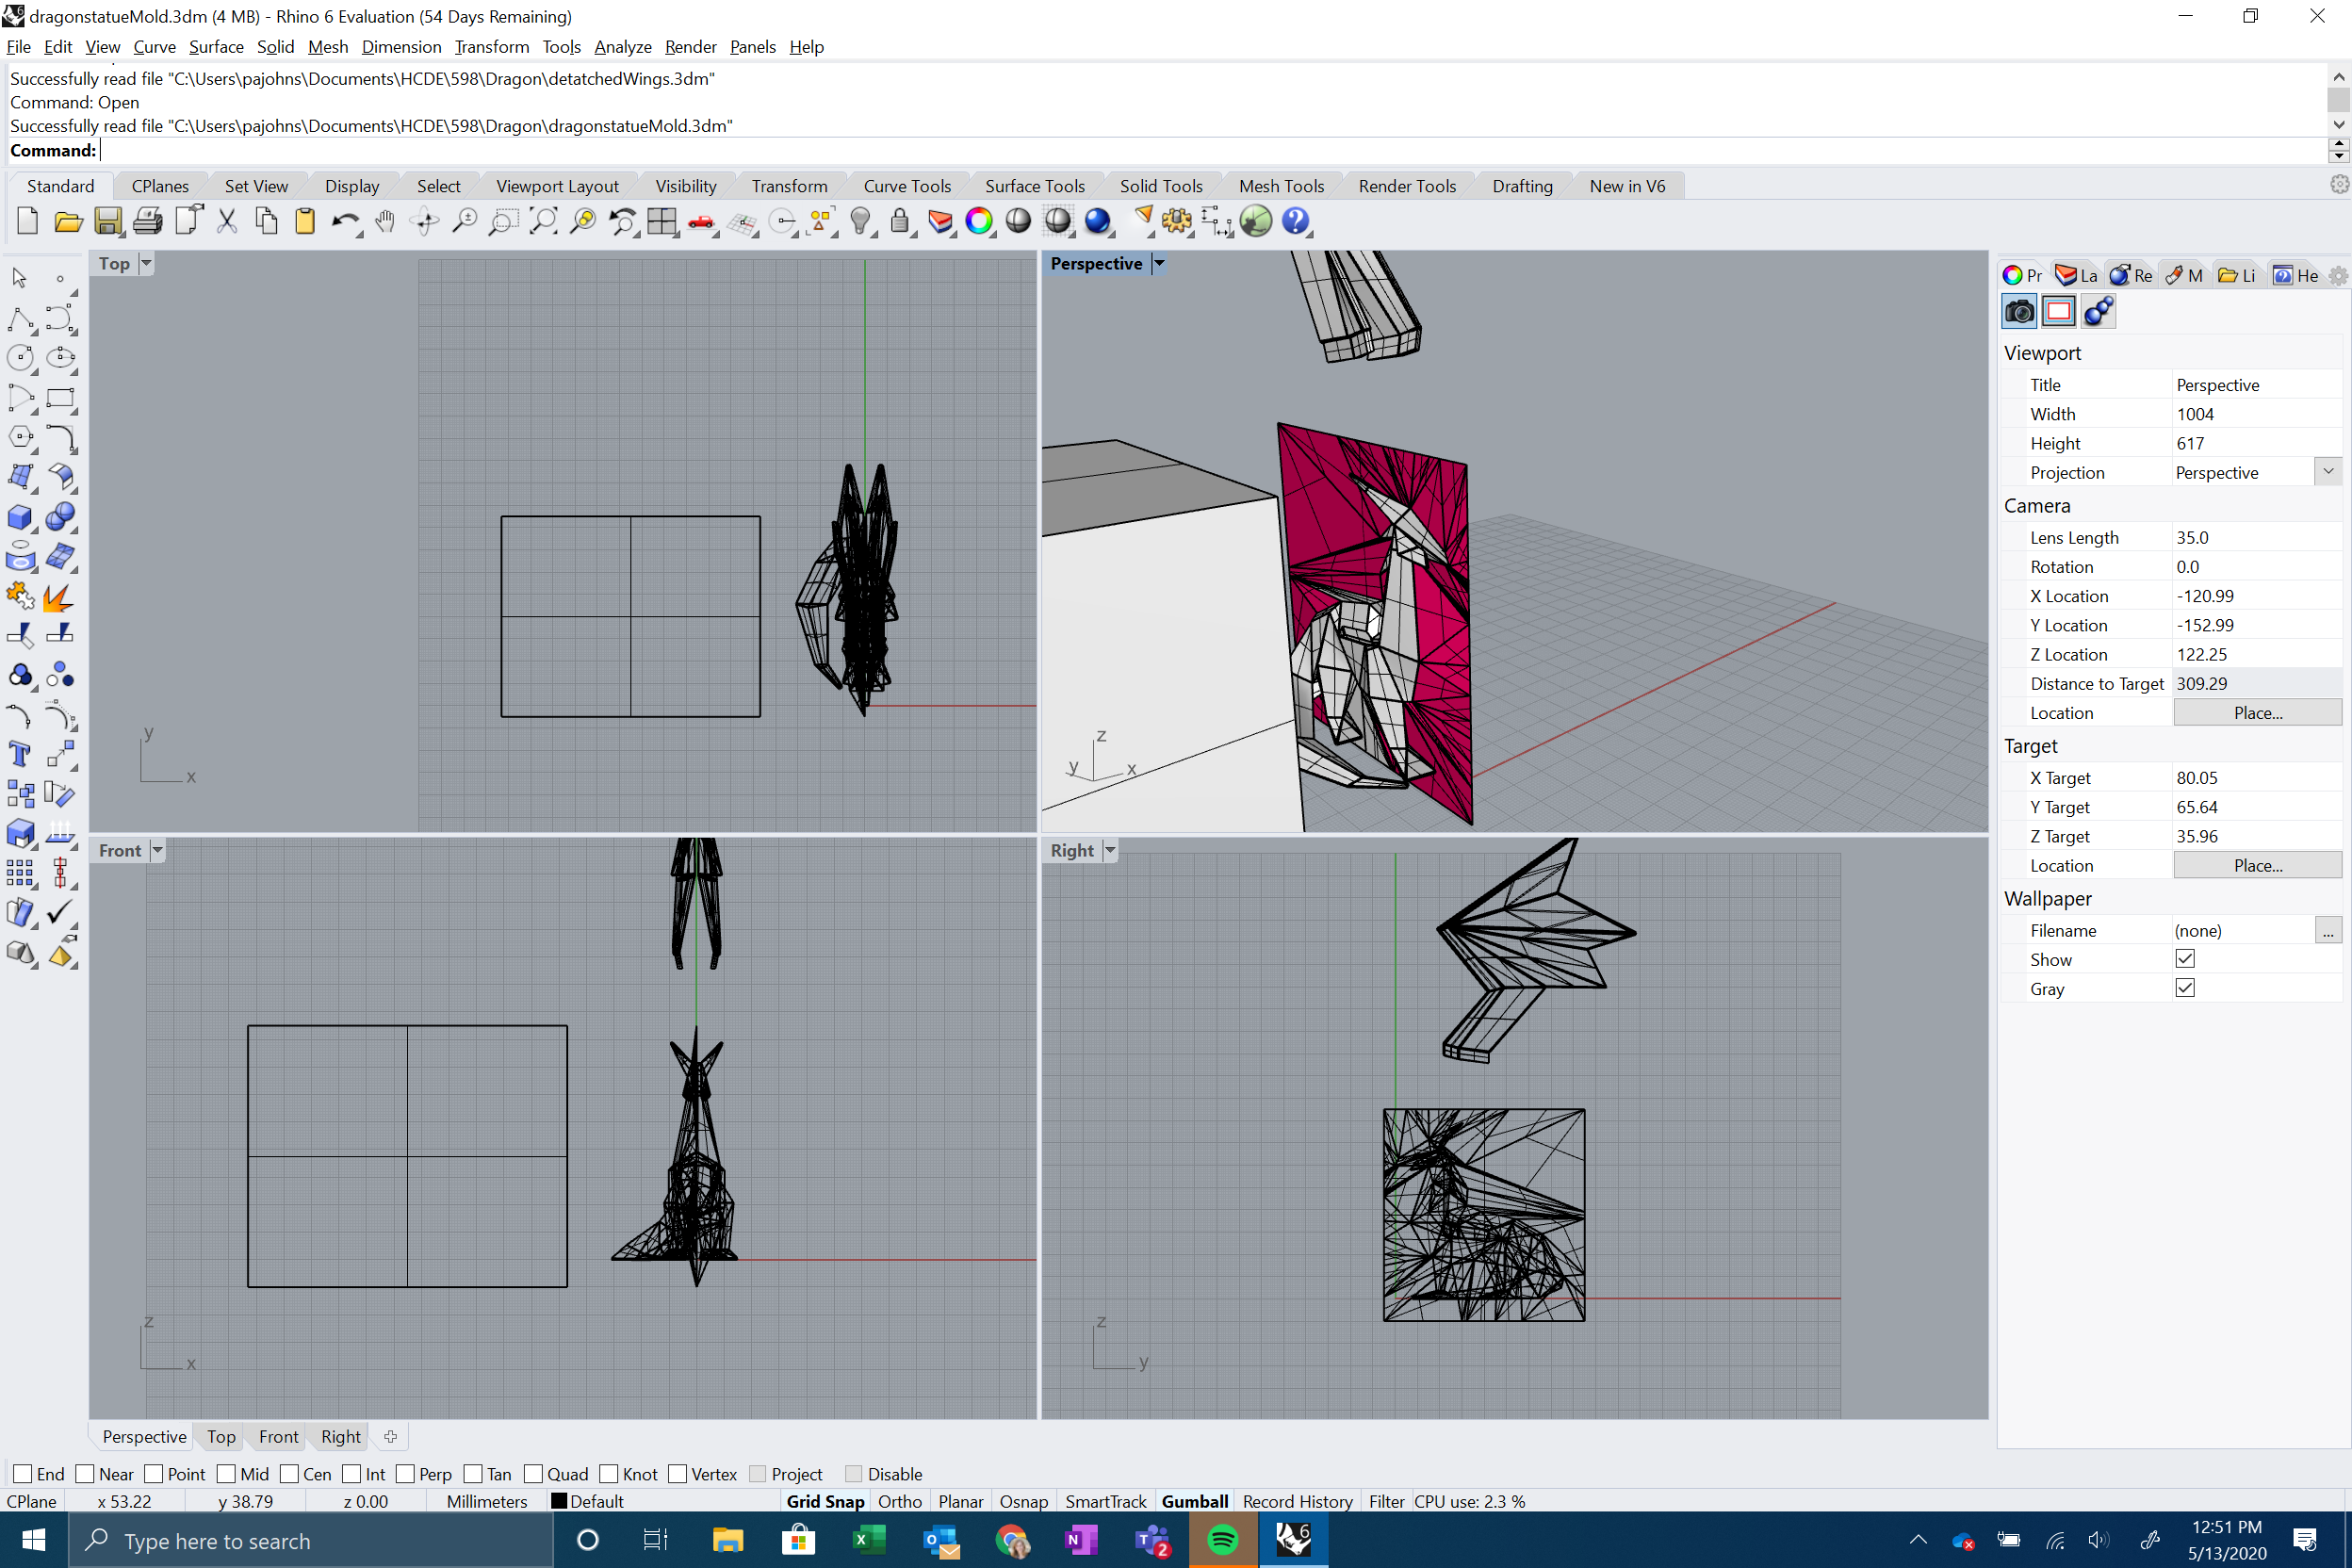 dragonstatueMold.3dm (4 MB) - Rhino 6 Evaluation (54 Days Remaining)
File Edit View Curve Surface Solid Mesh Dimension Transform Tools Analyze Render Panels Help
Successfully read file "C:\Users\pajohns\Documents\HCDE\598\Dragon\detatchedWings.3dm"
Command: Open
Successfully read file "C:\Users\pajohns\Documents\HCDE\598\Dragon\dragonstatueMold.3dm"
Command:
Standard CPlanes Set View Display Select Viewport Layout Visibility Transform Curve Tools Surface Tools Solid Tools Mesh Tools Render Tools Drafting New in V6
Top
y
x
Perspective
z
y
x
Front
z
x
Right
z
y
Pr La Re M Li He
Viewport
Title Perspective
Width 1004
Height 617
Projection Perspective
Camera
Lens Length 35.0
Rotation 0.0
X Location -120.99
Y Location -152.99
Z Location 122.25
Distance to Target 309.29
Location Place...
Target
X Target 80.05
Y Target 65.64
Z Target 35.96
Location Place...
Wallpaper
Filename (none) ...
Show
Gray
Perspective Top Front Right
End Near Point Mid Cen Int Perp Tan Quad Knot Vertex Project Disable
CPlane x 53.22 y 38.79 z 0.00 Millimeters Default Grid Snap Ortho Planar Osnap SmartTrack Gumball Record History Filter CPU use: 2.3 %
Type here to search
2
6
12:51 PM
5/13/2020